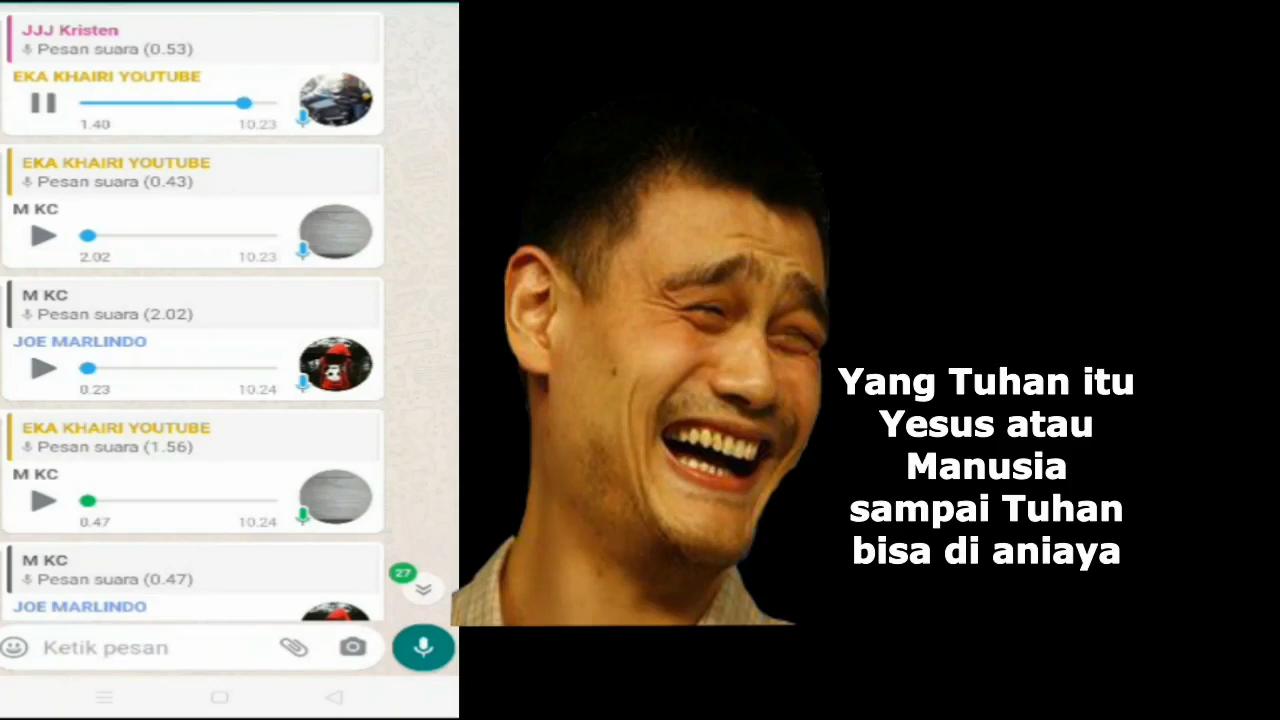 JJJ Kristen
Pesan suara (0.53)
EKA KHAIRI YOUTUBE
1.40 10.23
EKA KHAIRI YOUTUBE
Pesan suara (0.43)
M KC
2.02 10.23
M KC
Pesan suara (2.02)
JOE MARLINDO
0.23 10.24
EKA KHAIRI YOUTUBE
Pesan suara (1.56)
M KC
0.47 10.24
M KC
Pesan suara (0.47)
JOE MARLINDO
27
Ketik pesan
Yang Tuhan itu
Yesus atau
Manusia
sampai Tuhan
bisa di aniaya